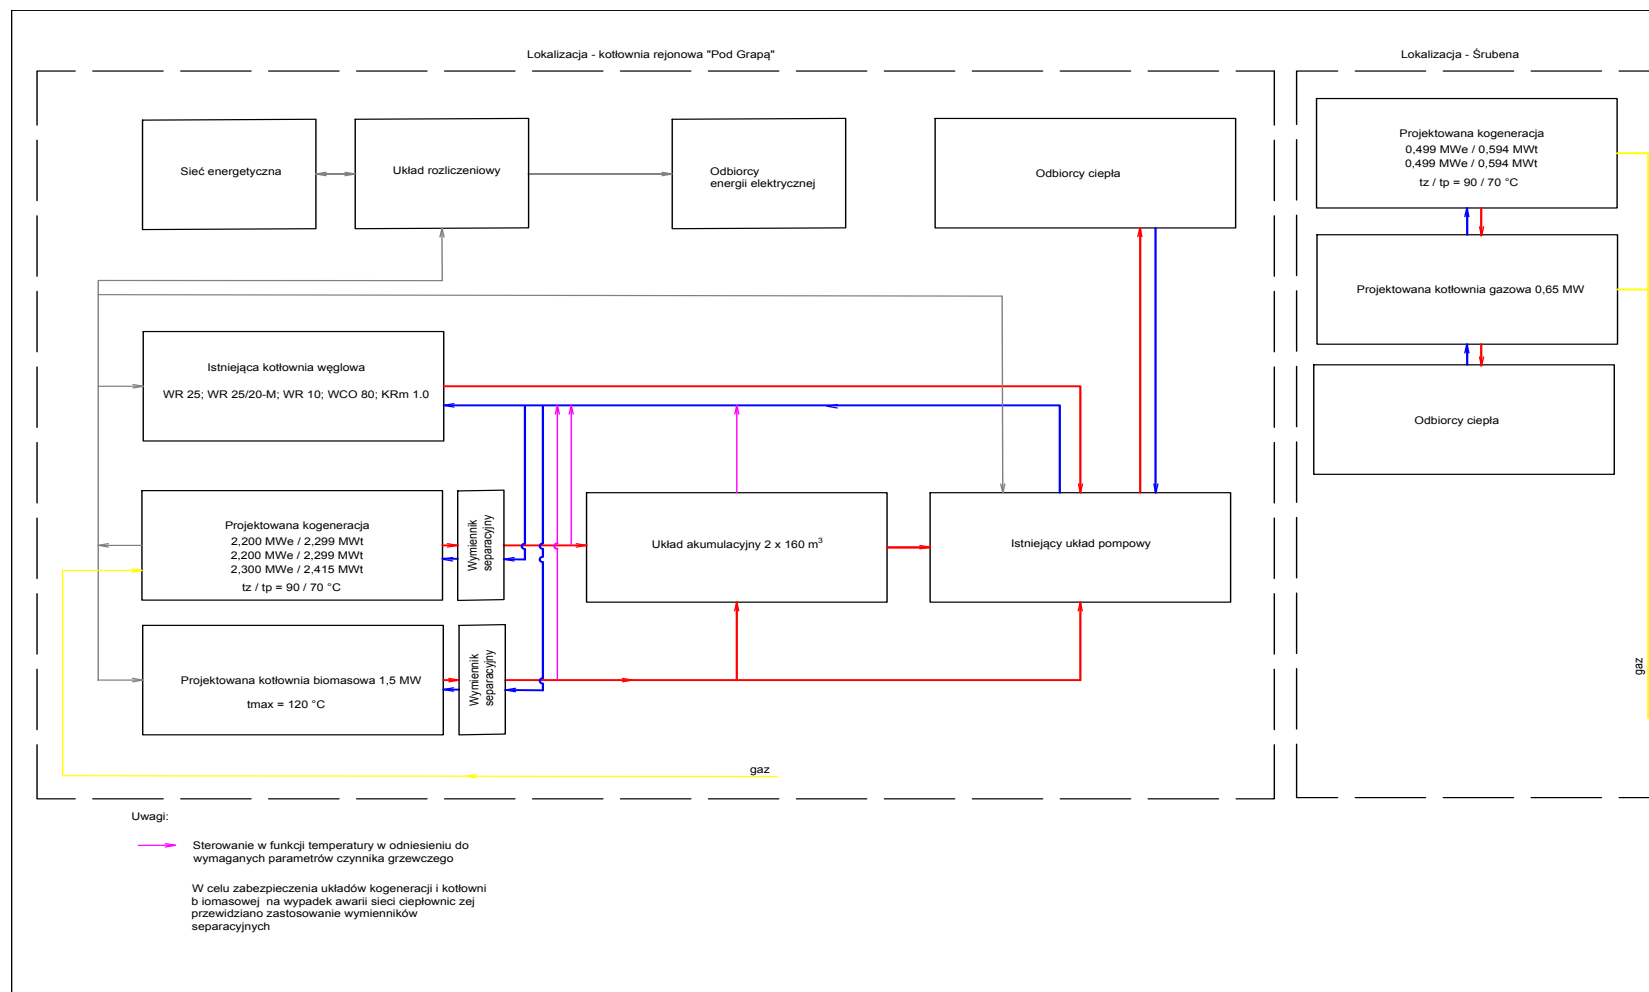 Lokalizacja - kotłownia rejonowa "Pod Grapą"
Lokalizacja - Śrubena
Sieć energetyczna
Układ rozliczeniowy
Odbiorcy
energii elektrycznej
Odbiorcy ciepła
Projektowana kogeneracja
0,499 MWe / 0,594 MWt
0,499 MWe / 0,594 MWt
tz / tp = 90 / 70 °C
Projektowana kotłownia gazowa 0,65 MW
Odbiorcy ciepła
Istniejąca kotłownia węglowa
WR 25; WR 25/20-M; WR 10; WCO 80; KRm 1.0
Projektowana kogeneracja
2,200 MWe / 2,299 MWt
2,200 MWe / 2,299 MWt
2,300 MWe / 2,415 MWt
tz / tp = 90 / 70 °C
Wymiennik
separacyjny
Układ akumulacyjny 2 x 160 m³
Istniejący układ pompowy
Projektowana kotłownia biomasowa 1,5 MW
tmax = 120 °C
Wymiennik
separacyjny
gaz
gaz
Uwagi:
Sterowanie w funkcji temperatury w odniesieniu do
wymaganych parametrów czynnika grzewczego
W celu zabezpieczenia układów kogeneracji i kotłowni
b iomasowej na wypadek awarii sieci ciepłownic zej
przewidziano zastosowanie wymienników
separacyjnych